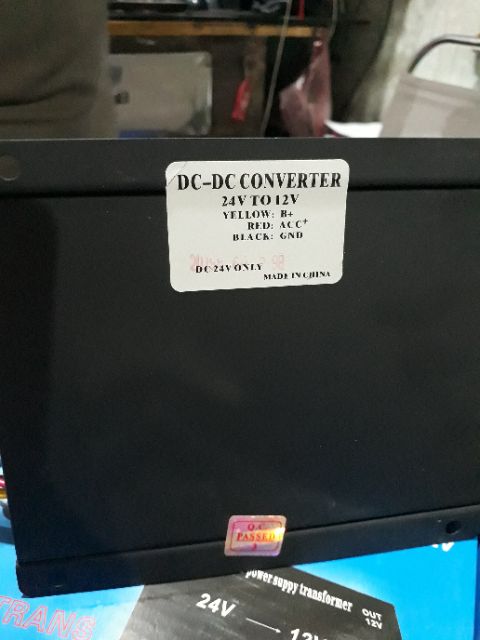 DC-DC CONVERTER
24V TO 12V
YELLOW: B+
RED: ACC+
BLACK: GND
DC 24V ONLY
MADE IN CHINA
Q.C
PASSED
3
power suppy transformer
OUT
12V
24V
TRANS